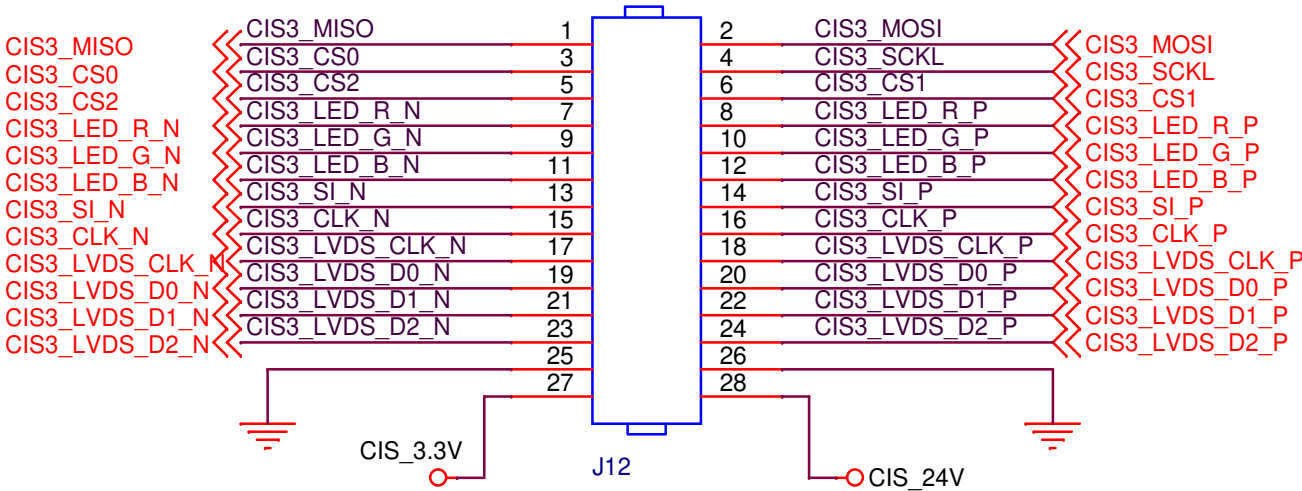 CIS3_MISO CIS3_MISO 1 2 CIS3_MOSI CIS3_MOSI
CIS3_CS0 CIS3_CS0 3 4 CIS3_SCKL CIS3_SCKL
CIS3_CS2 CIS3_CS2 5 6 CIS3_CS1 CIS3_CS1
CIS3_LED_R_N CIS3_LED_R_N 7 8 CIS3_LED_R_P CIS3_LED_R_P
CIS3_LED_G_N CIS3_LED_G_N 9 10 CIS3_LED_G_P CIS3_LED_G_P
CIS3_LED_B_N CIS3_LED_B_N 11 12 CIS3_LED_B_P CIS3_LED_B_P
CIS3_SI_N CIS3_SI_N 13 14 CIS3_SI_P CIS3_SI_P
CIS3_CLK_N CIS3_CLK_N 15 16 CIS3_CLK_P CIS3_CLK_P
CIS3_LVDS_CLK_N CIS3_LVDS_CLK_N 17 18 CIS3_LVDS_CLK_P CIS3_LVDS_CLK_P
CIS3_LVDS_D0_N CIS3_LVDS_D0_N 19 20 CIS3_LVDS_D0_P CIS3_LVDS_D0_P
CIS3_LVDS_D1_N CIS3_LVDS_D1_N 21 22 CIS3_LVDS_D1_P CIS3_LVDS_D1_P
CIS3_LVDS_D2_N CIS3_LVDS_D2_N 23 24 CIS3_LVDS_D2_P CIS3_LVDS_D2_P
25 26
27 28
CIS_3.3V J12 CIS_24V